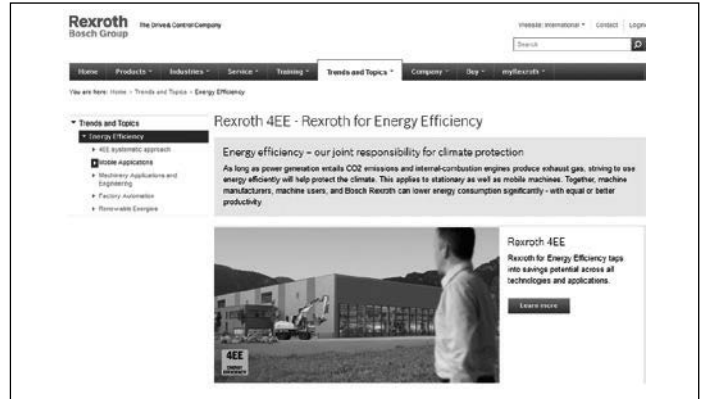 Rexroth
Bosch Group
The Drive & Control Company
Website: International Contact Login
Search
Home Products Industries Service Training Trends and Topics Company Buy myRexroth
You are here: Home > Trends and Topics > Energy Efficiency
Trends and Topics
Energy Efficiency
4EE systematic approach
Mobile Applications
Machinery Applications and
Engineering
Factory Automation
Renewable Energies
Rexroth 4EE - Rexroth for Energy Efficiency
Energy efficiency – our joint responsibility for climate protection
As long as power generation entails CO2 emissions and internal-combustion engines produce exhaust gas, striving to use
energy efficiently will help protect the climate. This applies to stationary as well as mobile machines. Together, machine
manufacturers, machine users, and Bosch Rexroth can lower energy consumption significantly - with equal or better
productivity.
Rexroth 4EE
Rexroth for Energy Efficiency taps
into savings potential across all
technologies and applications.
Learn more
4EE
ENERGY
EFFICIENCY